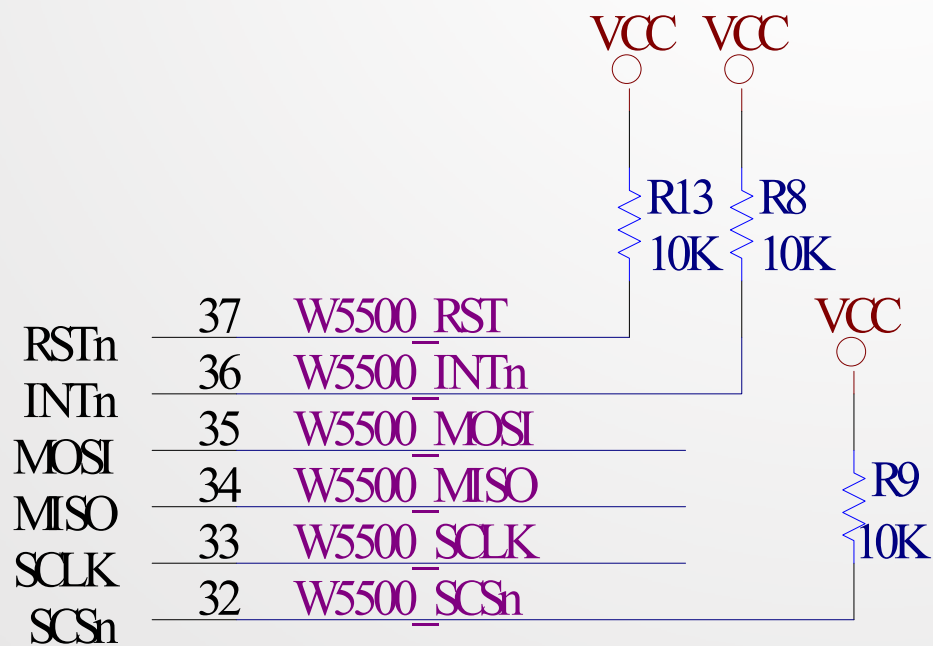 VCC VCC
R13 R8
10K 10K
VCC
37 W5500_RST
RSTn
36 W5500_INTn
INTn
35 W5500_MOSI
MOSI
34 W5500_MISO
R9
MISO
33 W5500_SCLK
10K
SCLK
32 W5500_SCSn
SCSn